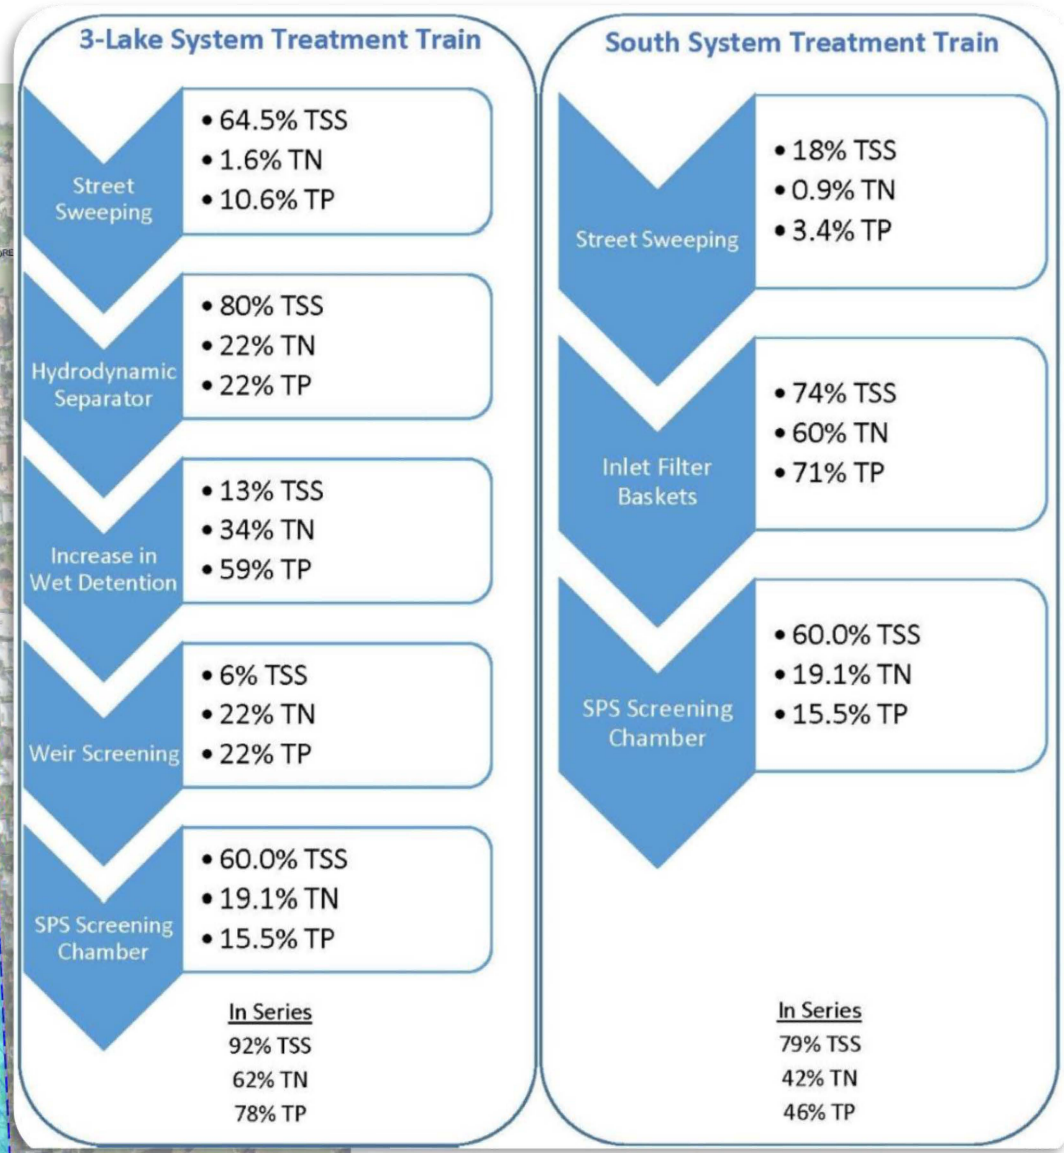 3-Lake System Treatment Train
Street
Sweeping
• 64.5% TSS
• 1.6% TN
• 10.6% TP
Hydrodynamic
Separator
• 80% TSS
• 22% TN
• 22% TP
Increase in
Wet Detention
• 13% TSS
• 34% TN
• 59% TP
Weir Screening
• 6% TSS
• 22% TN
• 22% TP
SPS Screening
Chamber
• 60.0% TSS
• 19.1% TN
• 15.5% TP
In Series
92% TSS
62% TN
78% TP
South System Treatment Train
Street Sweeping
• 18% TSS
• 0.9% TN
• 3.4% TP
Inlet Filter
Baskets
• 74% TSS
• 60% TN
• 71% TP
SPS Screening
Chamber
• 60.0% TSS
• 19.1% TN
• 15.5% TP
In Series
79% TSS
42% TN
46% TP